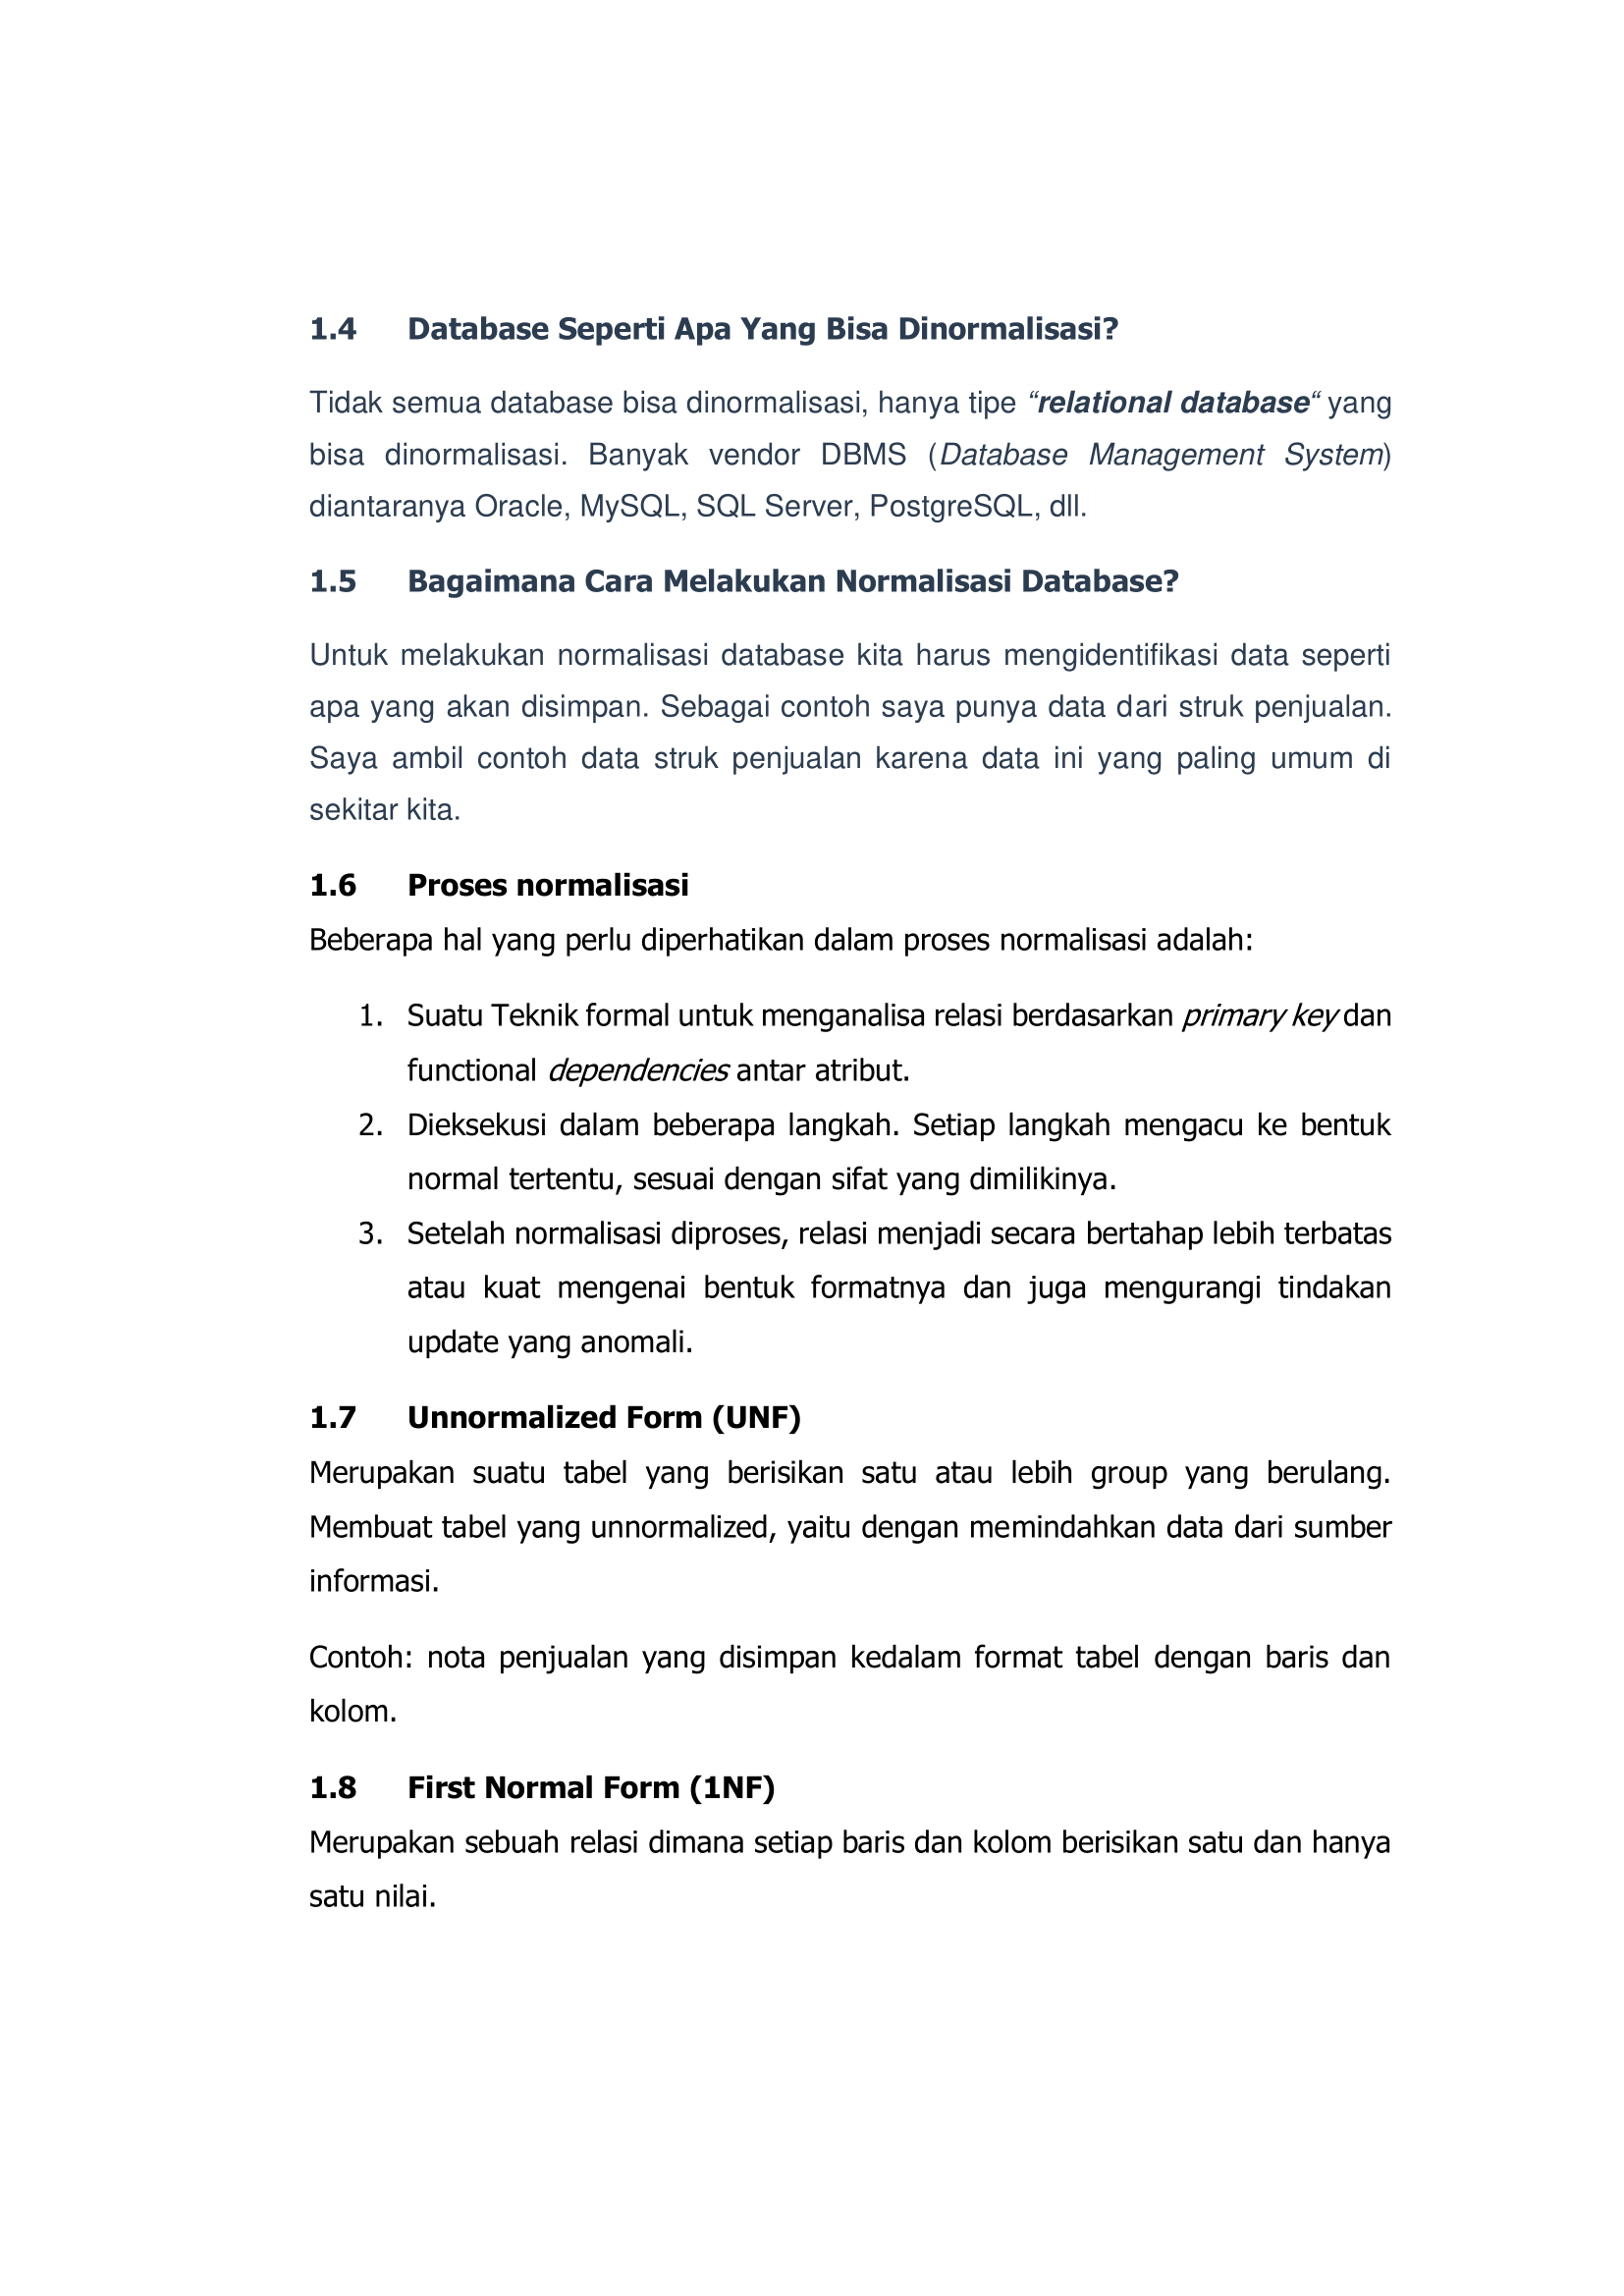 1.4 Database Seperti Apa Yang Bisa Dinormalisasi?
Tidak semua database bisa dinormalisasi, hanya tipe “relational database“ yang
bisa dinormalisasi. Banyak vendor DBMS (Database Management System)
diantaranya Oracle, MySQL, SQL Server, PostgreSQL, dll.
1.5 Bagaimana Cara Melakukan Normalisasi Database?
Untuk melakukan normalisasi database kita harus mengidentifikasi data seperti
apa yang akan disimpan. Sebagai contoh saya punya data dari struk penjualan.
Saya ambil contoh data struk penjualan karena data ini yang paling umum di
sekitar kita.
1.6 Proses normalisasi
Beberapa hal yang perlu diperhatikan dalam proses normalisasi adalah:
1. Suatu Teknik formal untuk menganalisa relasi berdasarkan primary key dan
functional dependencies antar atribut.
2. Dieksekusi dalam beberapa langkah. Setiap langkah mengacu ke bentuk
normal tertentu, sesuai dengan sifat yang dimilikinya.
3. Setelah normalisasi diproses, relasi menjadi secara bertahap lebih terbatas
atau kuat mengenai bentuk formatnya dan juga mengurangi tindakan
update yang anomali.
1.7 Unnormalized Form (UNF)
Merupakan suatu tabel yang berisikan satu atau lebih group yang berulang.
Membuat tabel yang unnormalized, yaitu dengan memindahkan data dari sumber
informasi.
Contoh: nota penjualan yang disimpan kedalam format tabel dengan baris dan
kolom.
1.8 First Normal Form (1NF)
Merupakan sebuah relasi dimana setiap baris dan kolom berisikan satu dan hanya
satu nilai.